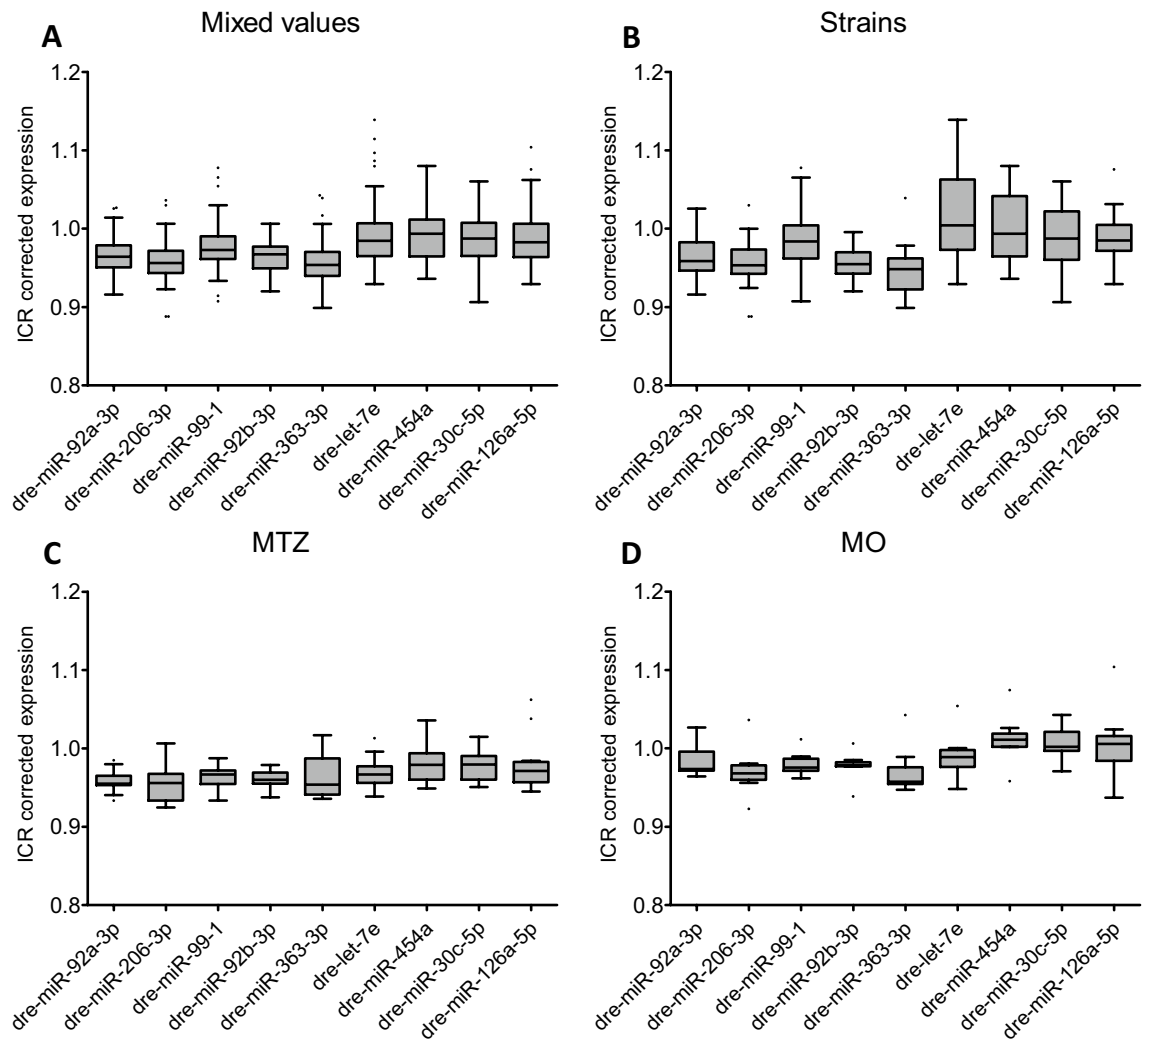 A
Mixed values
ICR corrected expression
1.2
1.1
1.0
0.9
0.8
dre-miR-92a-3p
dre-miR-206-3p
dre-miR-99-1
dre-miR-92b-3p
dre-miR-363-3p
dre-let-7e
dre-miR-454a
dre-miR-30c-5p
dre-miR-126a-5p
B
Strains
ICR corrected expression
1.2
1.1
1.0
0.9
0.8
dre-miR-92a-3p
dre-miR-206-3p
dre-miR-99-1
dre-miR-92b-3p
dre-miR-363-3p
dre-let-7e
dre-miR-454a
dre-miR-30c-5p
dre-miR-126a-5p
C
MTZ
ICR corrected expression
1.2
1.1
1.0
0.9
0.8
dre-miR-92a-3p
dre-miR-206-3p
dre-miR-99-1
dre-miR-92b-3p
dre-miR-363-3p
dre-let-7e
dre-miR-454a
dre-miR-30c-5p
dre-miR-126a-5p
D
MO
ICR corrected expression
1.2
1.1
1.0
0.9
0.8
dre-miR-92a-3p
dre-miR-206-3p
dre-miR-99-1
dre-miR-92b-3p
dre-miR-363-3p
dre-let-7e
dre-miR-454a
dre-miR-30c-5p
dre-miR-126a-5p